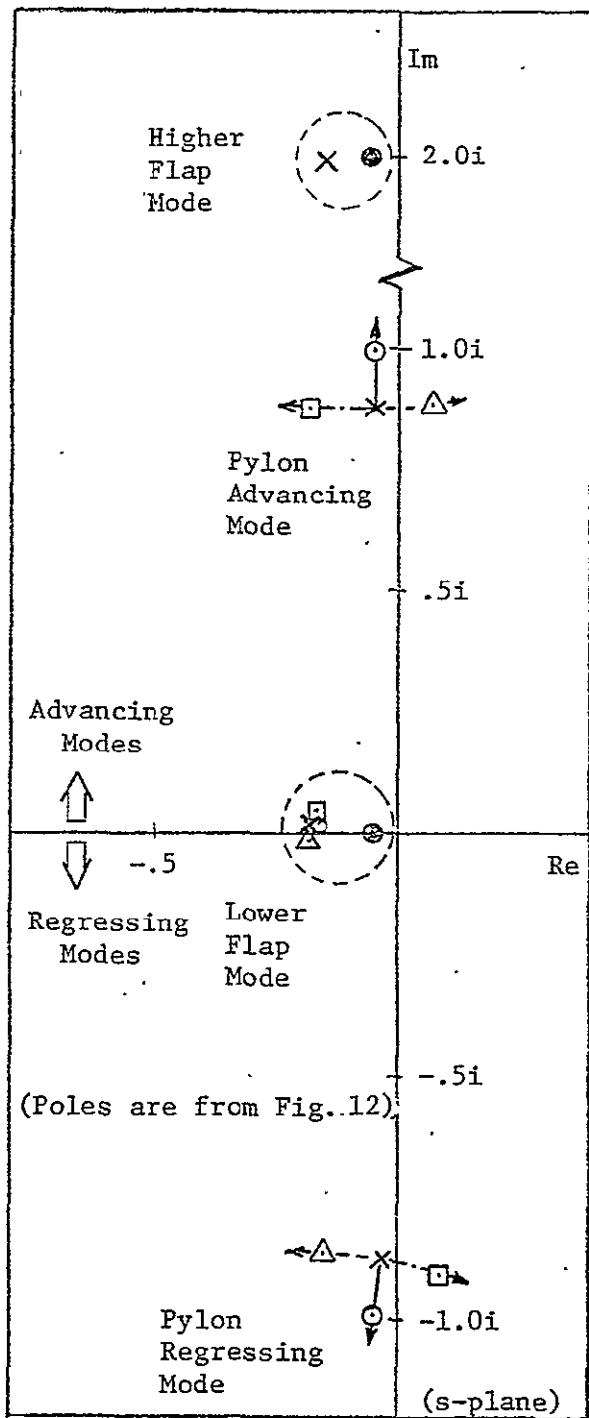 Im
Higher
Flap
Mode
2.0i
1.0i
Pylon
Advancing
Mode
.5i
Advancing
Modes
-.5
Re
Regressing
Modes
Lower
Flap
Mode
-.5i
(Poles are from Fig. 12)
Pylon
Regressing
Mode
-1.0i
(s-plane)